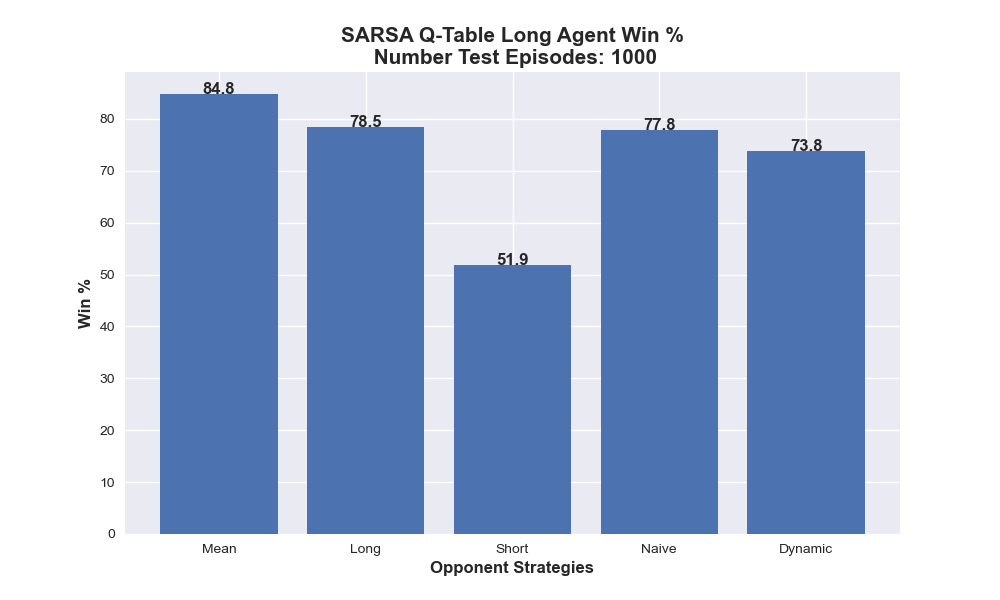 SARSA Q-Table Long Agent Win %
Number Test Episodes: 1000
84.8
78.5
51.9
77.8
73.8
Win %
80
70
60
50
40
30
20
10
0
Mean
Long
Short
Naive
Dynamic
Opponent Strategies